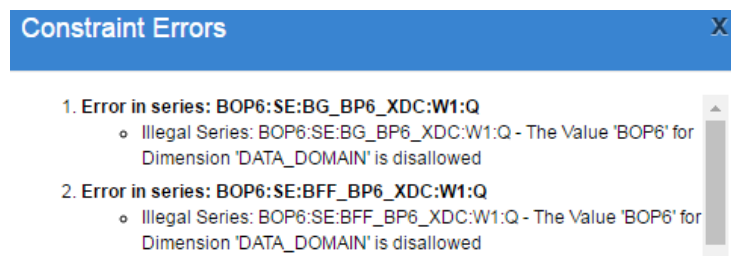 Constraint Errors X
1. Error in series: BOP6:SE:BG_BP6_XDC:W1:Q
Illegal Series: BOP6:SE:BG_BP6_XDC:W1:Q - The Value 'BOP6' for
Dimension 'DATA_DOMAIN' is disallowed
2. Error in series: BOP6:SE:BFF_BP6_XDC:W1:Q
Illegal Series: BOP6:SE:BFF_BP6_XDC:W1:Q - The Value 'BOP6' for
Dimension 'DATA_DOMAIN' is disallowed